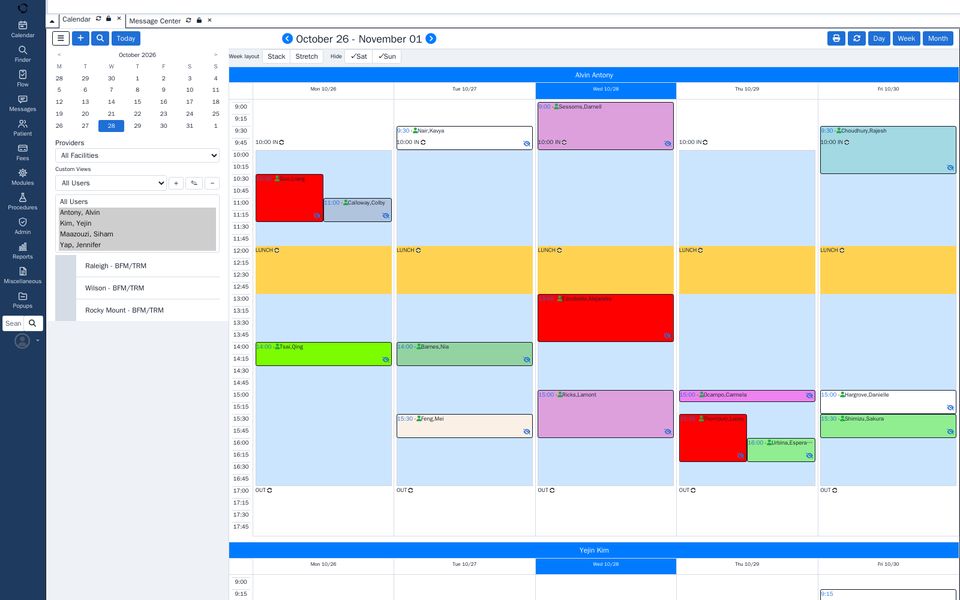 Calendar
Message Center
Calendar
Finder
Flow
Messages
Patient
Fees
Modules
Procedures
Admin
Reports
Miscellaneous
Popups
Sean
Today
October 26 - November 01
Day
Week
Month
October 2026
M T W T F S S
28 29 30 1 2 3 4
5 6 7 8 9 10 11
12 13 14 15 16 17 18
19 20 21 22 23 24 25
26 27 28 29 30 31 1
Providers
All Facilities
Custom Views
All Users
All Users
Antony, Alvin
Kim, Yejin
Maazouzi, Siham
Yap, Jennifer
Raleigh - BFM/TRM
Wilson - BFM/TRM
Rocky Mount - BFM/TRM
Week layout Stack Stretch Hide ✓Sat ✓Sun
Alvin Antony
Mon 10/26 Tue 10/27 Wed 10/28 Thu 10/29 Fri 10/30
9:00
9:15
9:30
9:45
10:00
10:15
10:30
10:45
11:00
11:15
11:30
11:45
12:00
12:15
12:30
12:45
13:00
13:15
13:30
13:45
14:00
14:15
14:30
14:45
15:00
15:15
15:30
15:45
16:00
16:15
16:30
16:45
17:00
17:15
17:30
17:45
10:00 IN
11:00 - Calloway,Colby
LUNCH
14:00 - Tsai,Qing
OUT
9:30 - Nair,Kavya
10:00 IN
LUNCH
14:00 - Barnes,Nia
15:30 - Feng,Mei
OUT
9:00 - Sessoms,Darnell
10:00 IN
LUNCH
15:00 - Ricks,Lamont
OUT
10:00 IN
LUNCH
15:00 - Ocampo,Carmela
16:00 - Urbina,Espera...
OUT
9:30 - Choudhury,Rajesh
10:00 IN
LUNCH
15:00 - Hargrove,Danielle
15:30 - Shimizu,Sakura
OUT
Yejin Kim
Mon 10/26 Tue 10/27 Wed 10/28 Thu 10/29 Fri 10/30
9:00
9:15
9:15